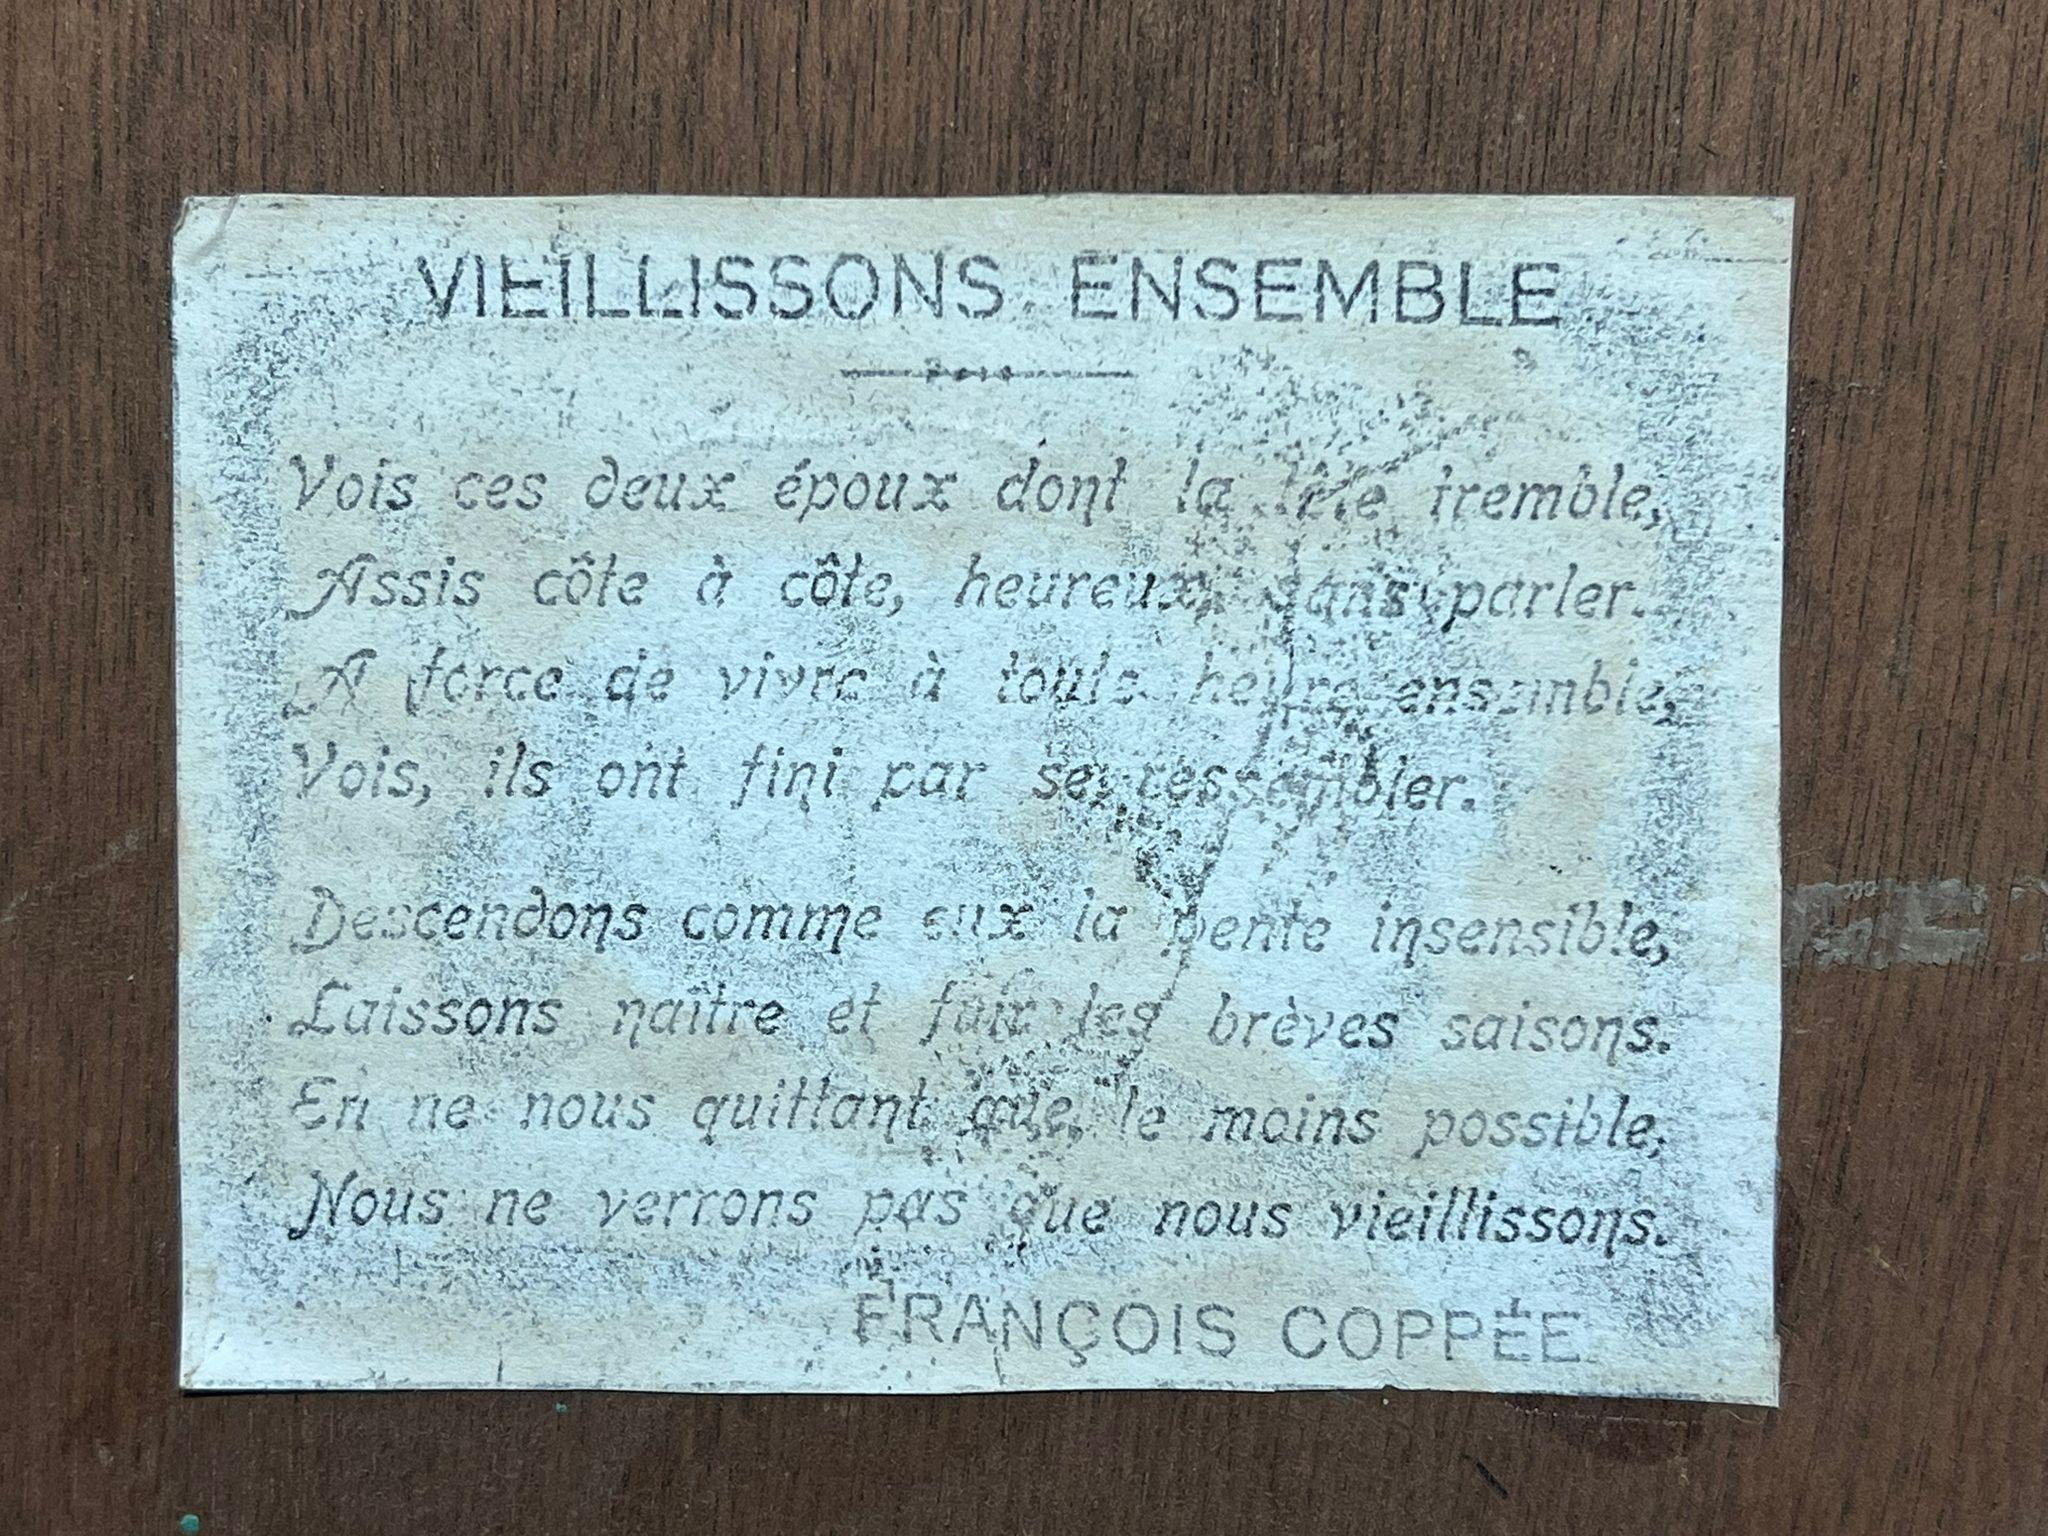 VIEILLISSONS ENSEMBLE
Vois ces deux époux dont la tête tremble,
Assis côte à côte, heureux, sans parler.
A force de vivre à toute heure ensemble,
Vois, ils ont fini par se ressembler.
Descendons comme eux la pente insensible,
Laissons naître et fuir les brèves saisons.
En ne nous quittant que le moins possible,
Nous ne verrons pas que nous vieillissons.
FRANÇOIS COPPÉE